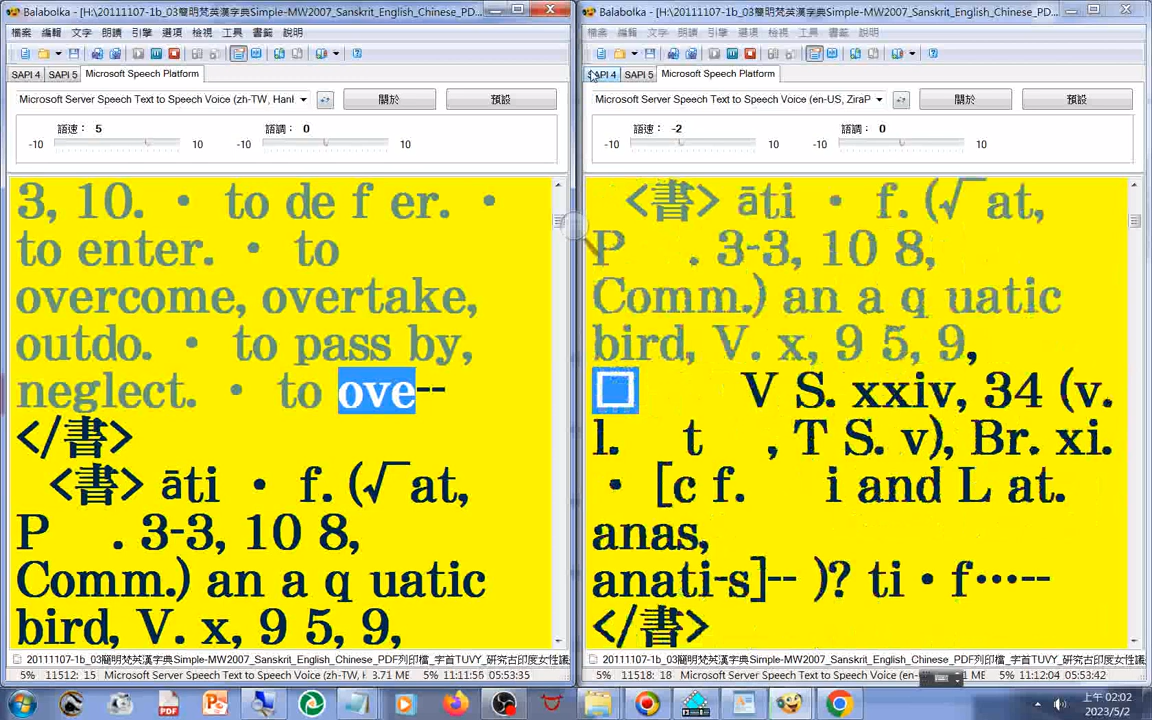 Balabolka - [H:\20111107-1b_03簡明梵英漢字典Simple-MW2007_Sanskrit_English_Chinese_PD...
檔案 編輯 文字 朗讀 引擎 選項 檢視 工具 書籤 說明
SAPI 4 SAPI 5 Microsoft Speech Platform
Microsoft Server Speech Text to Speech Voice (zh-TW, Hanl
關於 預設
語速： 5 語調： 0
-10 10 -10 10
3, 10. • to de f er. •
to enter. • to
overcome, overtake,
outdo. • to pass by,
neglect. • to ove--
</書>
<書> āti • f. (√ at,
P . 3-3, 10 8,
Comm.) an a q uatic
bird, V. x, 9 5, 9,
20111107-1b_03簡明梵英漢字典Simple-MW2007_Sanskrit_English_Chinese_PDF列印檔_字首TUVY_研究古印度女性議
5% 11512: 15 Microsoft Server Speech Text to Speech Voice (zh-TW, H 3.71 ME 5% 11:11:55 05:53:35
Balabolka - [H:\20111107-1b_03簡明梵英漢字典Simple-MW2007_Sanskrit_English_Chinese_PD...
檔案 編輯 文字 朗讀 引擎 選項 檢視 工具 書籤 說明
SAPI 4 SAPI 5 Microsoft Speech Platform
Microsoft Server Speech Text to Speech Voice (en-US, ZiraP
關於 預設
語速： -2 語調： 0
-10 10 -10 10
<書> āti • f. (√ at,
P . 3-3, 10 8,
Comm.) an a q uatic
bird, V. x, 9 5, 9,
V S. xxiv, 34 (v.
l. t , T S. v), Br. xi.
• [c f. i and L at.
anas,
anati-s]-- )? ti • f···--
</書>
20111107-1b_03簡明梵英漢字典Simple-MW2007_Sanskrit_English_Chinese_PDF列印檔_字首TUVY_研究古印度女性議
5% 11518: 18 Microsoft Server Speech Text to Speech Voice (en-US, ME 5% 11:12:04 05:53:42
PDF
上午 02:02
2023/5/2